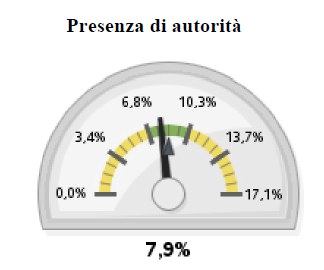 Presenza di autorità
6,8% 10,3%
3,4% 13,7%
0,0% 17,1%
7,9%